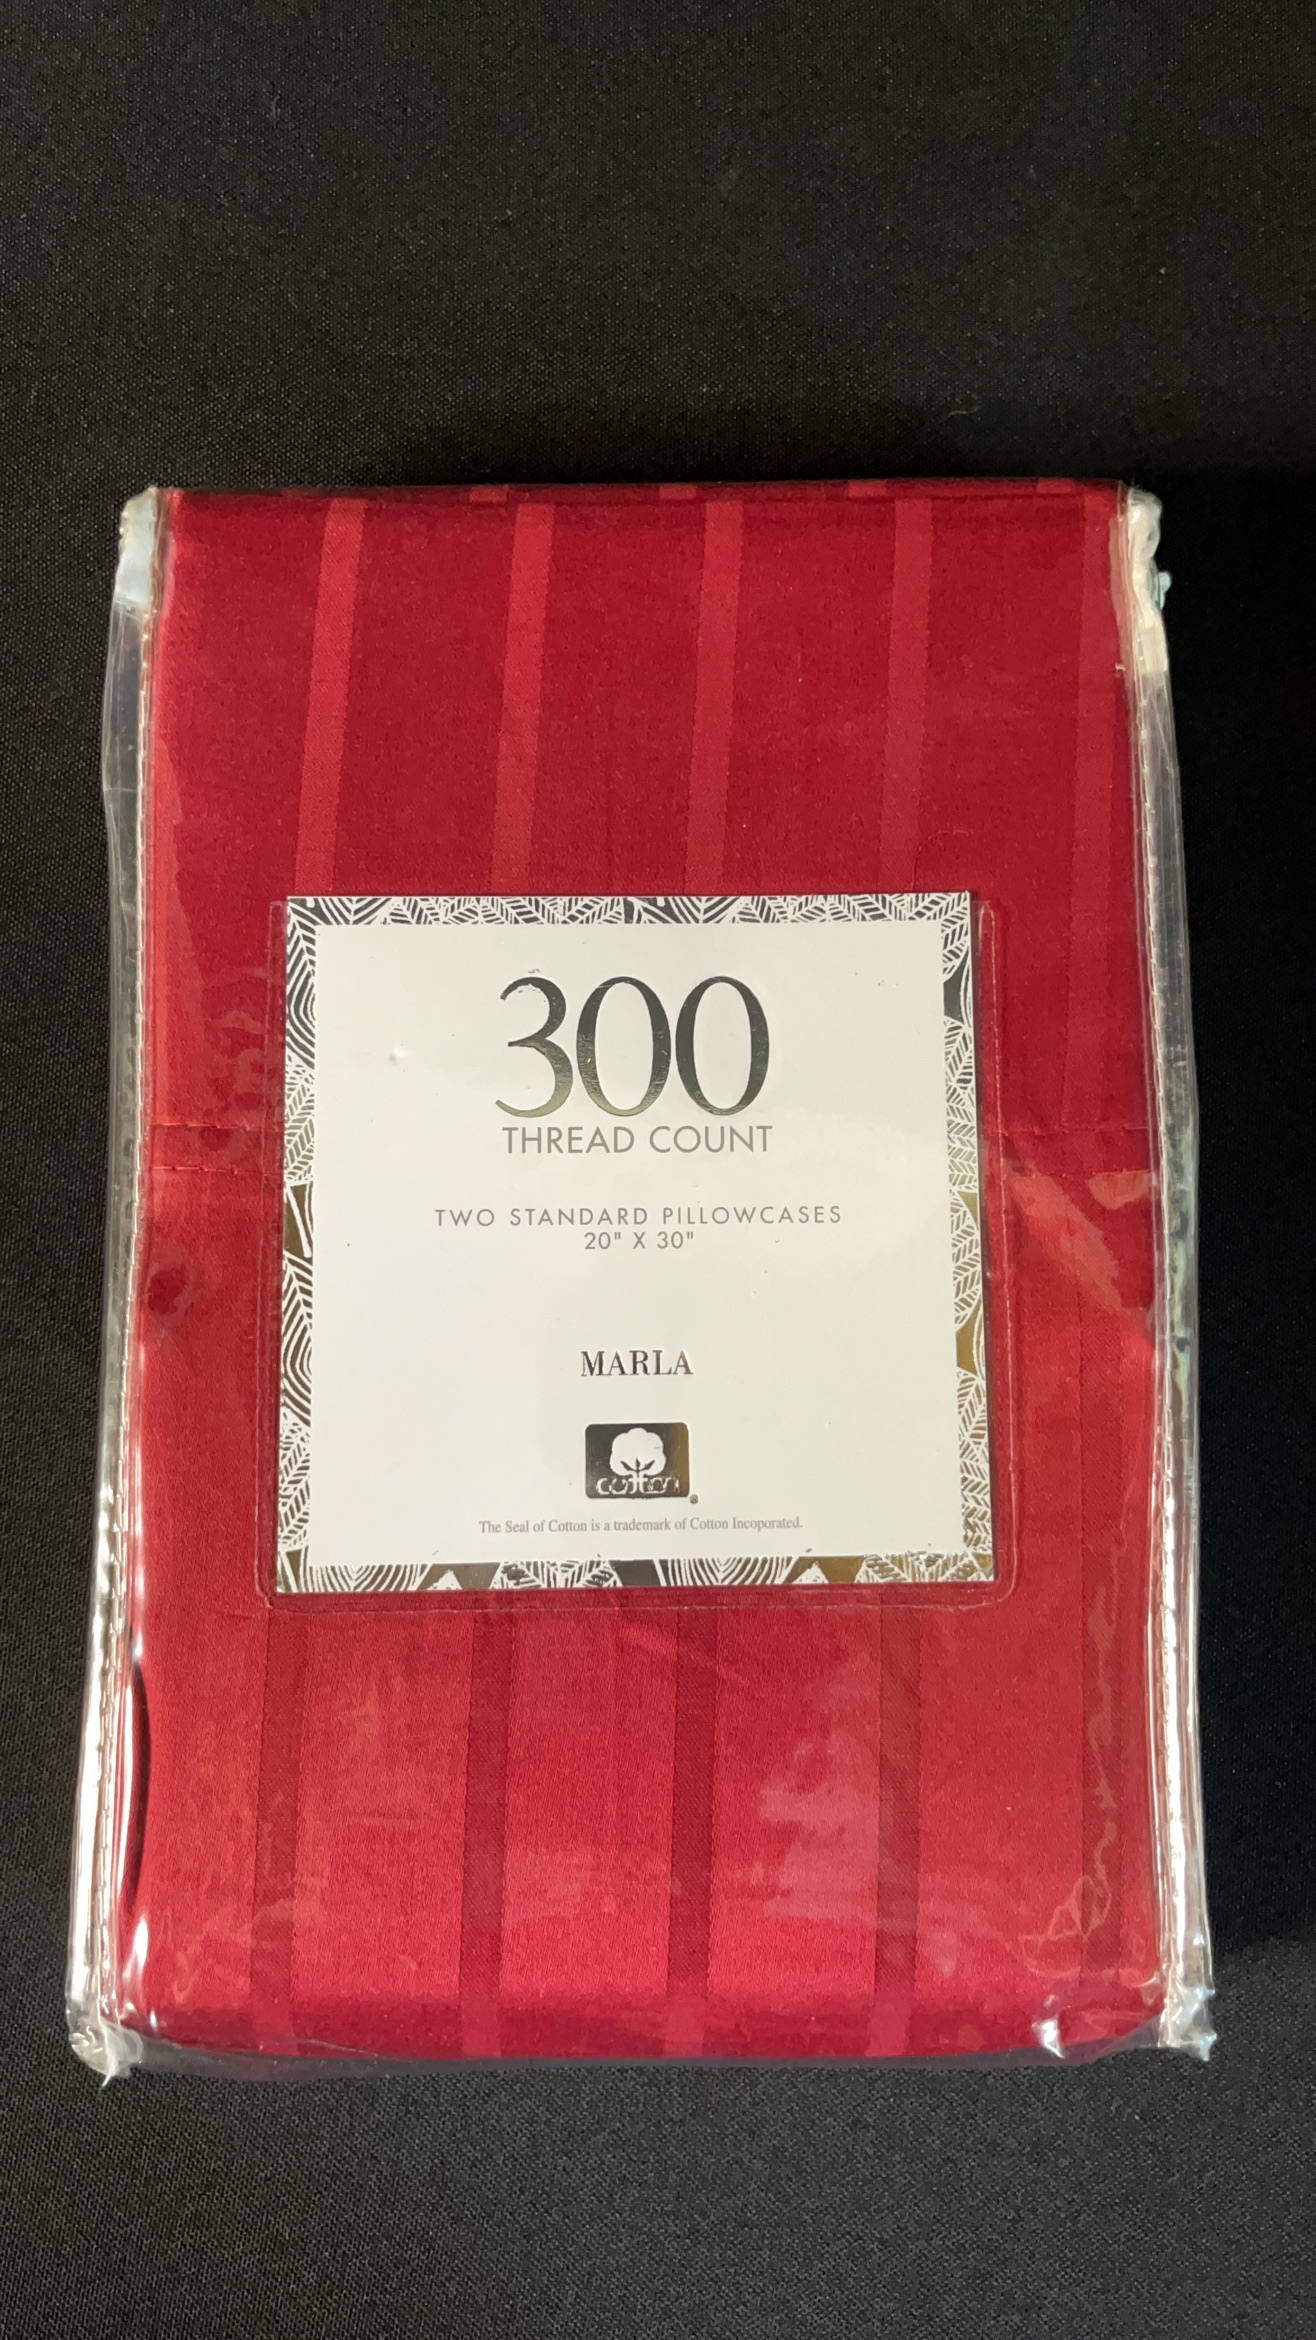 300
THREAD COUNT
TWO STANDARD PILLOWCASES
20" X 30"
MARLA
cotton
®
The Seal of Cotton is a trademark of Cotton Incoporated.